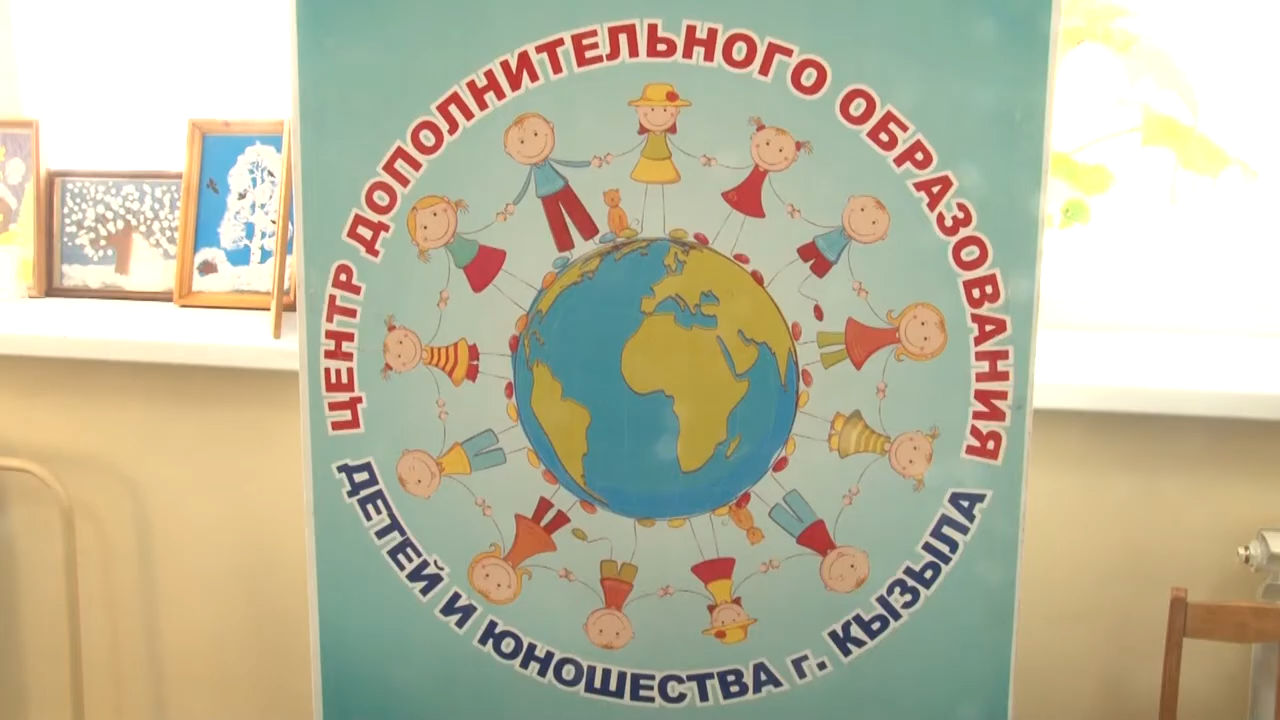 ЦЕНТР ДОПОЛНИТЕЛЬНОГО ОБРАЗОВАНИЯ
ДЕТЕЙ И ЮНОШЕСТВА г. КЫЗЫЛА